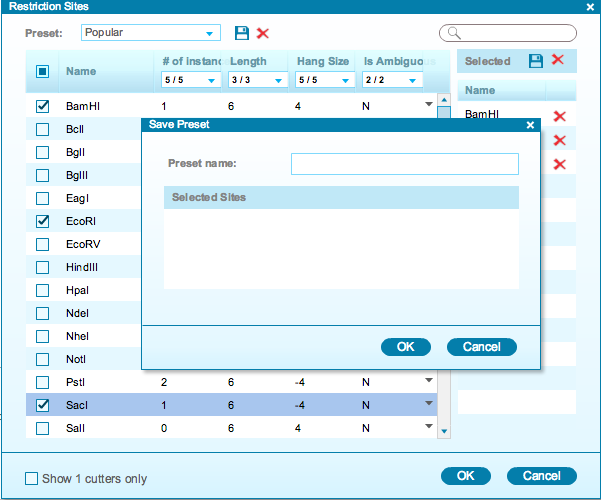 Restriction Sites
Preset: Popular
Name # of Instanc Length Hang Size Is Ambiguou Selected
5 / 5 3 / 3 5 / 5 2 / 2
Name
BamHI 1 6 4 N BamHI
BclI
BglI
BglII
EagI
EcoRI
EcoRV
HindIII
HpaI
NdeI
NheI
NotI
PstI 2 6 -4 N
SacI 1 6 -4 N
SalI 0 6 4 N
Save Preset
Preset name:
Selected Sites
OK Cancel
Show 1 cutters only
OK Cancel